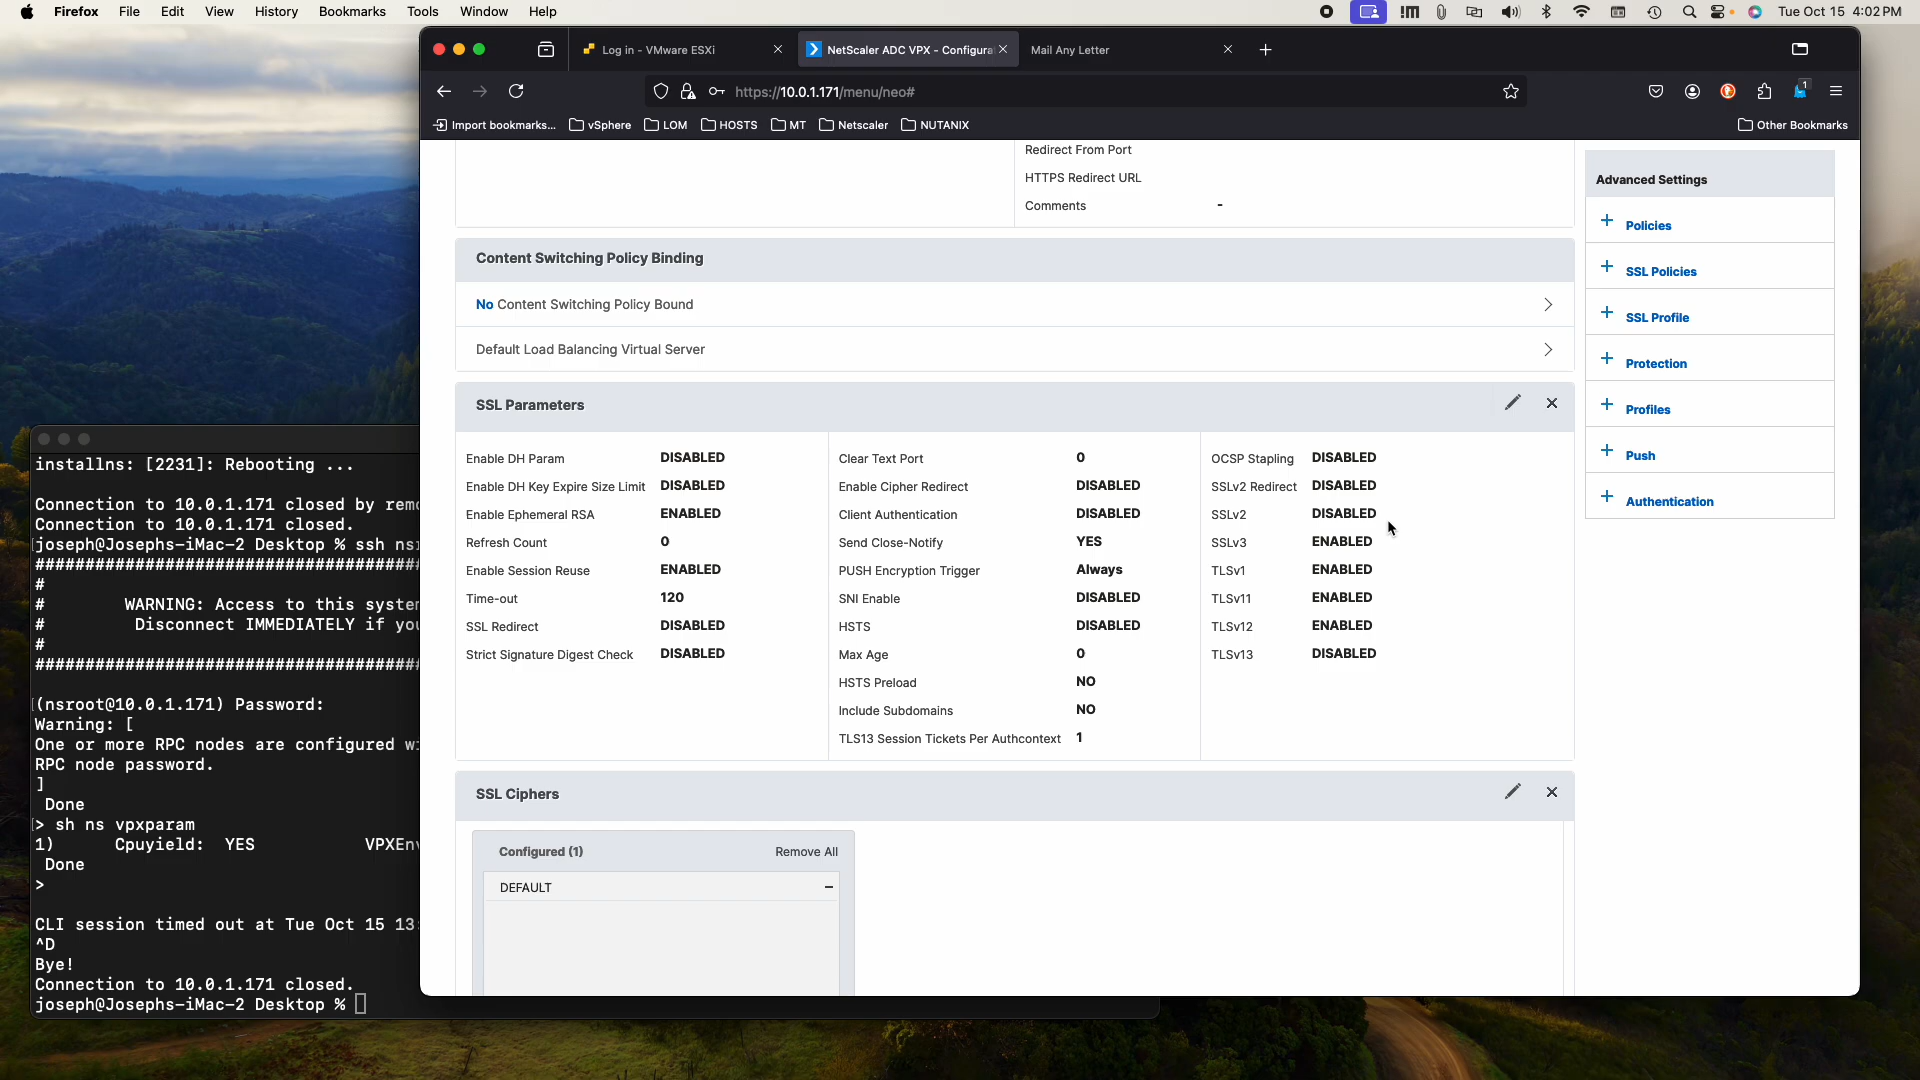 Firefox File Edit View History Bookmarks Tools Window Help
Tue Oct 15 4:02 PM
Log in - VMware ESXi
NetScaler ADC VPX - Configura
Mail Any Letter
https://10.0.1.171/menu/neo#
1
Import bookmarks... vSphere LOM HOSTS MT Netscaler NUTANIX Other Bookmarks
Redirect From Port
HTTPS Redirect URL
Comments -
Content Switching Policy Binding
No Content Switching Policy Bound
Default Load Balancing Virtual Server
SSL Parameters
Enable DH Param DISABLED
Enable DH Key Expire Size Limit DISABLED
Enable Ephemeral RSA ENABLED
Refresh Count 0
Enable Session Reuse ENABLED
Time-out 120
SSL Redirect DISABLED
Strict Signature Digest Check DISABLED
Clear Text Port 0
Enable Cipher Redirect DISABLED
Client Authentication DISABLED
Send Close-Notify YES
PUSH Encryption Trigger Always
SNI Enable DISABLED
HSTS DISABLED
Max Age 0
HSTS Preload NO
Include Subdomains NO
TLS13 Session Tickets Per Authcontext 1
OCSP Stapling DISABLED
SSLv2 Redirect DISABLED
SSLv2 DISABLED
SSLv3 ENABLED
TLSv1 ENABLED
TLSv11 ENABLED
TLSv12 ENABLED
TLSv13 DISABLED
SSL Ciphers
Configured (1) Remove All
DEFAULT
Advanced Settings
+ Policies
+ SSL Policies
+ SSL Profile
+ Protection
+ Profiles
+ Push
+ Authentication
installns: [2231]: Rebooting ...
Connection to 10.0.1.171 closed by
Connection to 10.0.1.171 closed.
[joseph@Josephs-iMac-2 Desktop % ssh
#######################################
#
# WARNING: Access to this
# Disconnect IMMEDIATELY if
#
#######################################
[(nsroot@10.0.1.171) Password:
Warning: [
One or more RPC nodes are configured
RPC node password.
]
Done
[> sh ns vpxparam
1) Cpuyield: YES
Done
>
CLI session timed out at Tue Oct 15
^D
Bye!
Connection to 10.0.1.171 closed.
joseph@Josephs-iMac-2 Desktop %